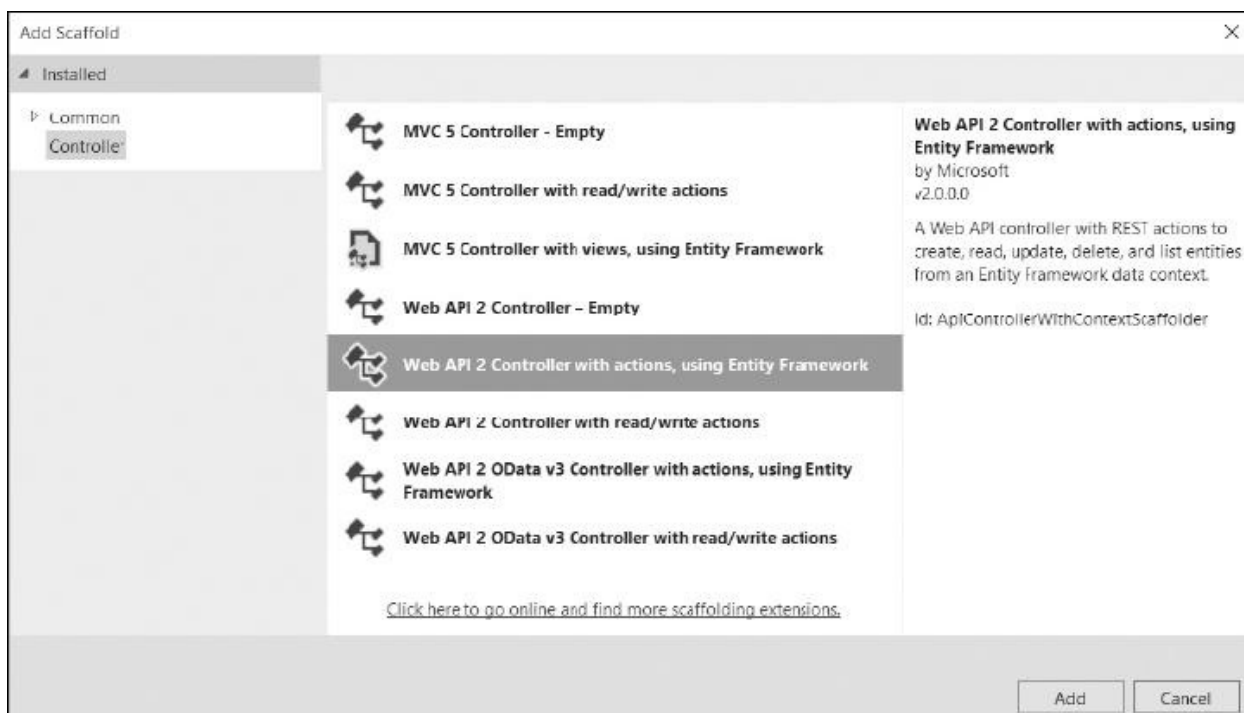 Add Scaffold
Installed
Common
Controller
MVC 5 Controller - Empty
MVC 5 Controller with read/write actions
MVC 5 Controller with views, using Entity Framework
Web API 2 Controller – Empty
Web API 2 Controller with actions, using Entity Framework
Web API 2 Controller with read/write actions
Web API 2 OData v3 Controller with actions, using Entity
Framework
Web API 2 OData v3 Controller with read/write actions
Click here to go online and find more scaffolding extensions.
Web API 2 Controller with actions, using
Entity Framework
by Microsoft
v2.0.0.0
A Web API controller with REST actions to
create, read, update, delete, and list entities
from an Entity Framework data context.
Id: ApiControllerWithContextScaffolder
Add
Cancel